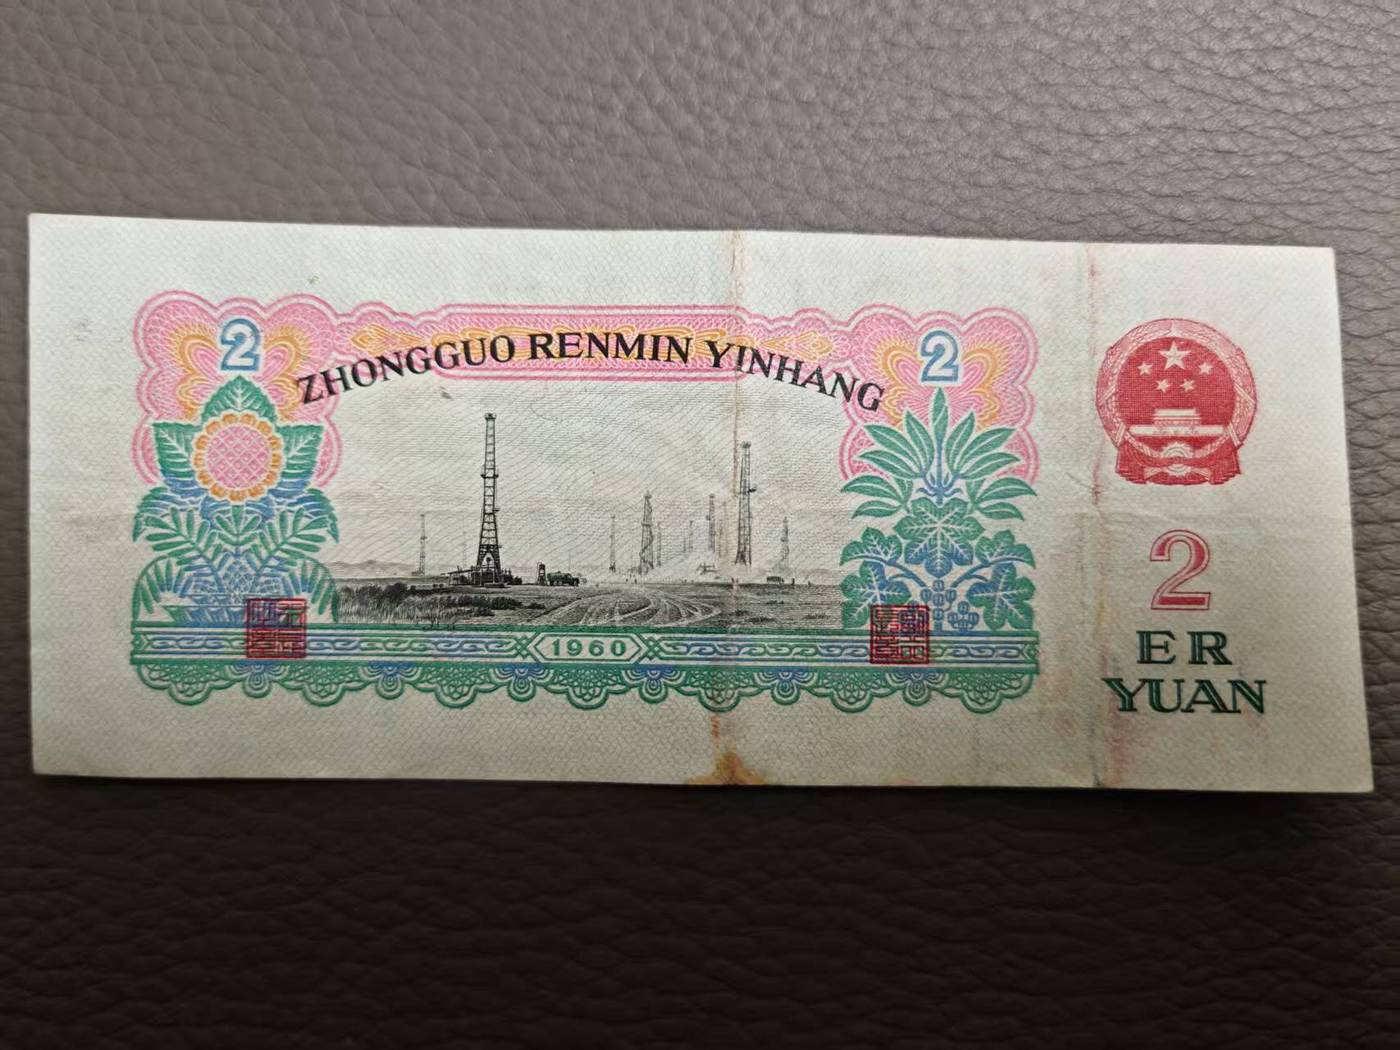 2
2
ZHONGGUO RENMIN YINHANG
1960
2
ER
YUAN